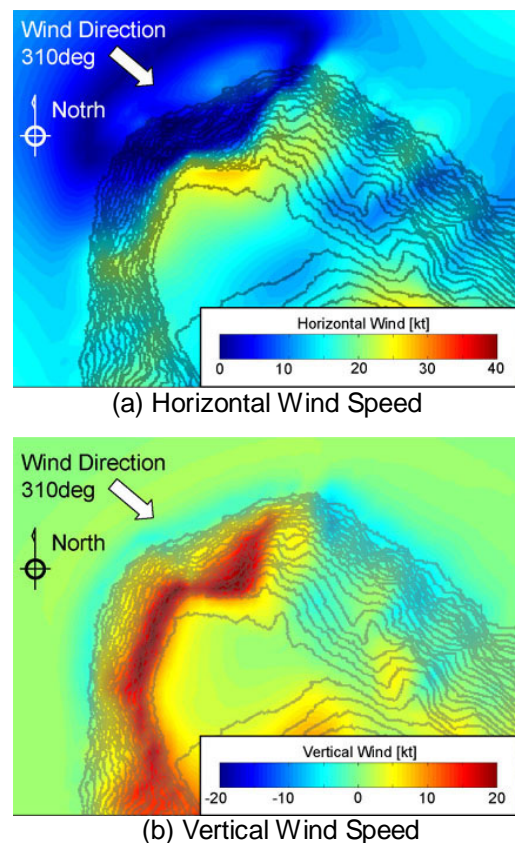 Wind Direction
310deg
Notrh
Horizontal Wind [kt]
0 10 20 30 40
(a) Horizontal Wind Speed
Wind Direction
310deg
North
Vertical Wind [kt]
-20 -10 0 10 20
(b) Vertical Wind Speed